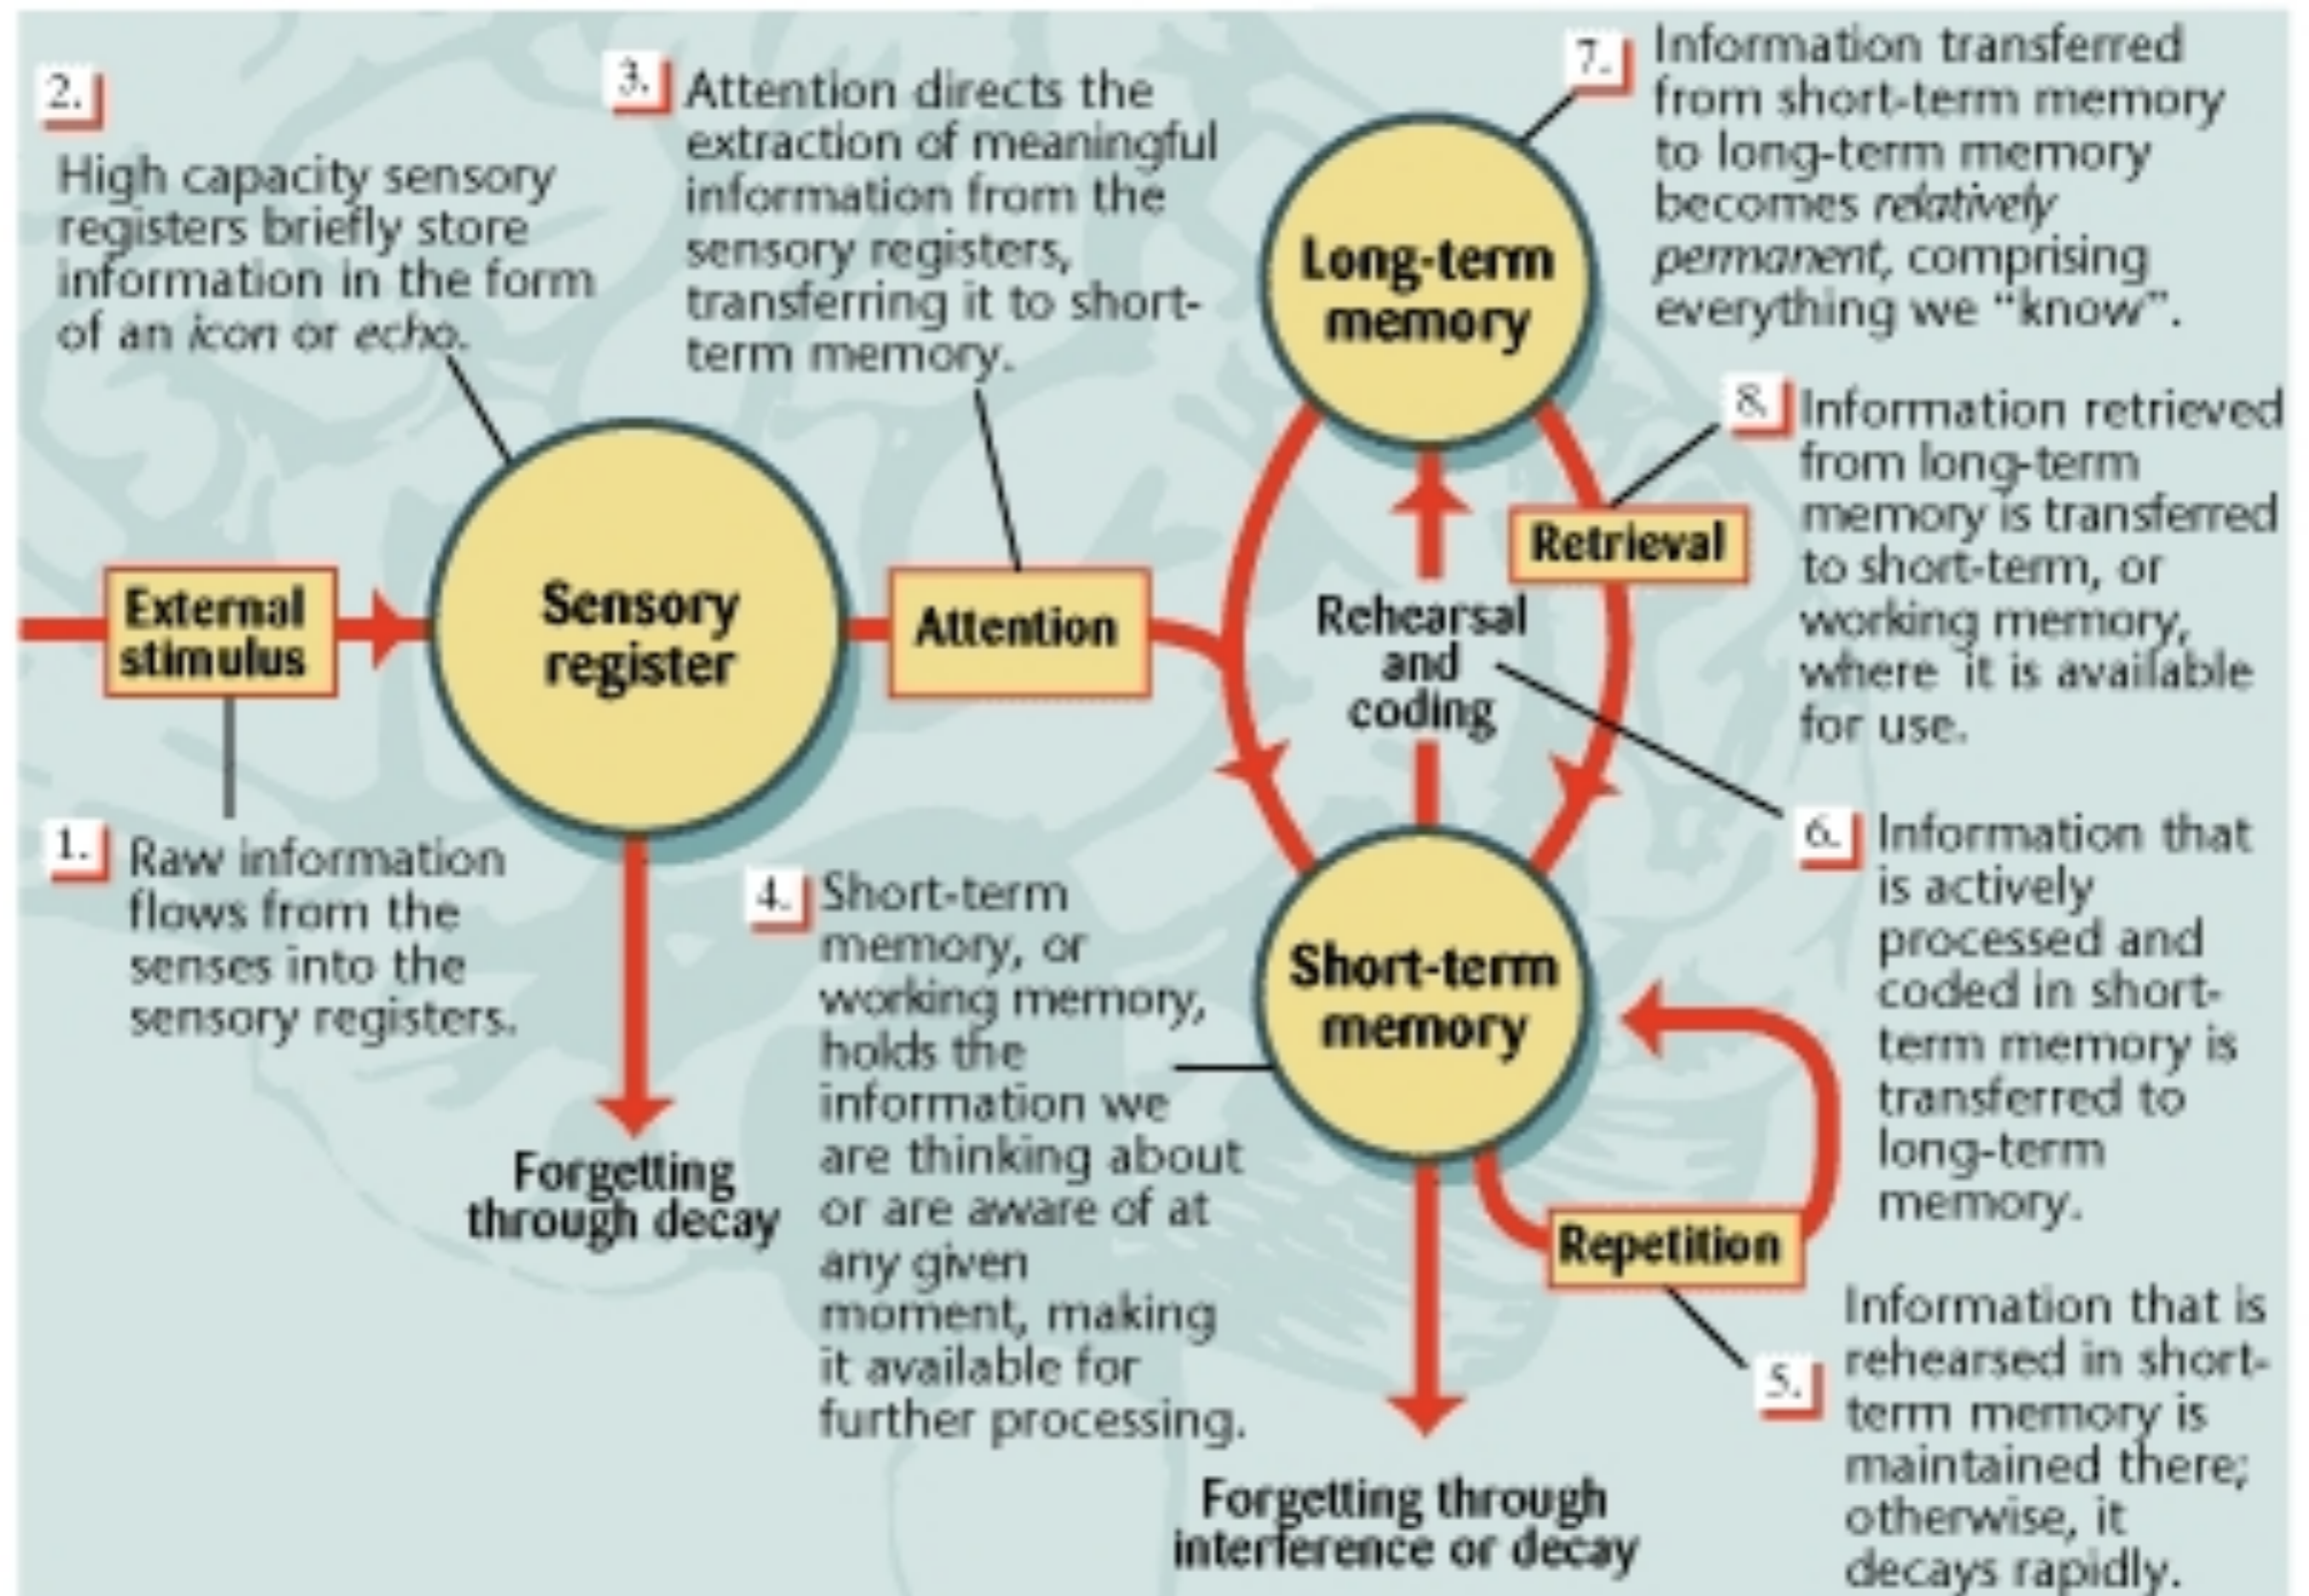 2.
High capacity sensory
registers briefly store
information in the form
of an icon or echo.
3.
Attention directs the
extraction of meaningful
information from the
sensory registers,
transferring it to short-
term memory.
7.
Information transferred
from short-term memory
to long-term memory
becomes relatively
permanent, comprising
everything we “know”.
Long-term
memory
8.
Information retrieved
from long-term
memory is transferred
to short-term, or
working memory,
where it is available
for use.
Retrieval
External
stimulus
Sensory
register
Attention
Rehearsal
and
coding
1.
Raw information
flows from the
senses into the
sensory registers.
Forgetting
through decay
4.
Short-term
memory, or
working memory,
holds the
information we
are thinking about
or are aware of at
any given
moment, making
it available for
further processing.
Short-term
memory
6.
Information that
is actively
processed and
coded in short-
term memory is
transferred to
long-term
memory.
Repetition
5.
Information that is
rehearsed in short-
term memory is
maintained there;
otherwise, it
decays rapidly.
Forgetting through
interference or decay